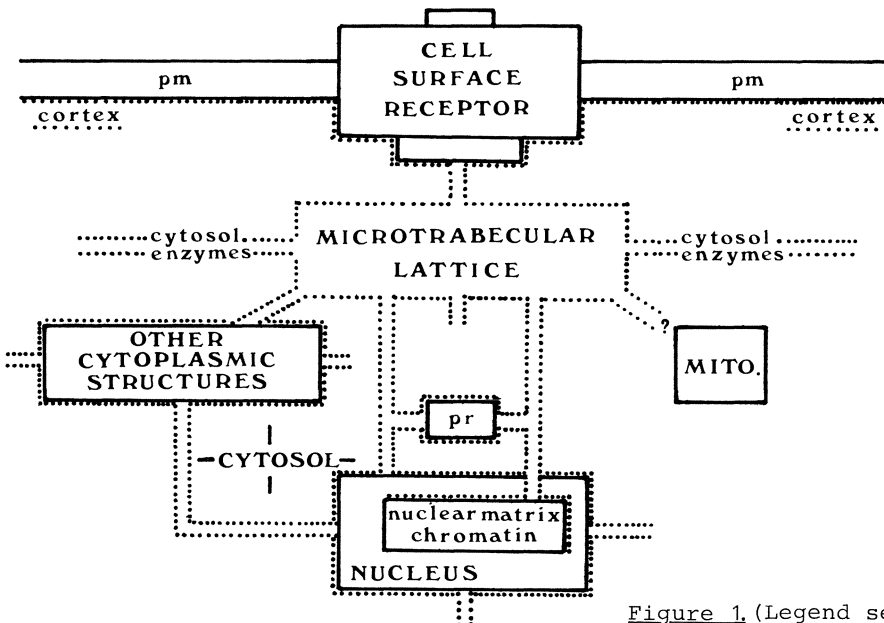 CELL
SURFACE
RECEPTOR
pm
pm
cortex
cortex
MICROTRABECULAR
LATTICE
cytosol
enzymes
cytosol
enzymes
OTHER
CYTOPLASMIC
STRUCTURES
?
MITO.
pr
CYTOSOL
nuclear matrix
chromatin
NUCLEUS
Figure 1. (Legend se